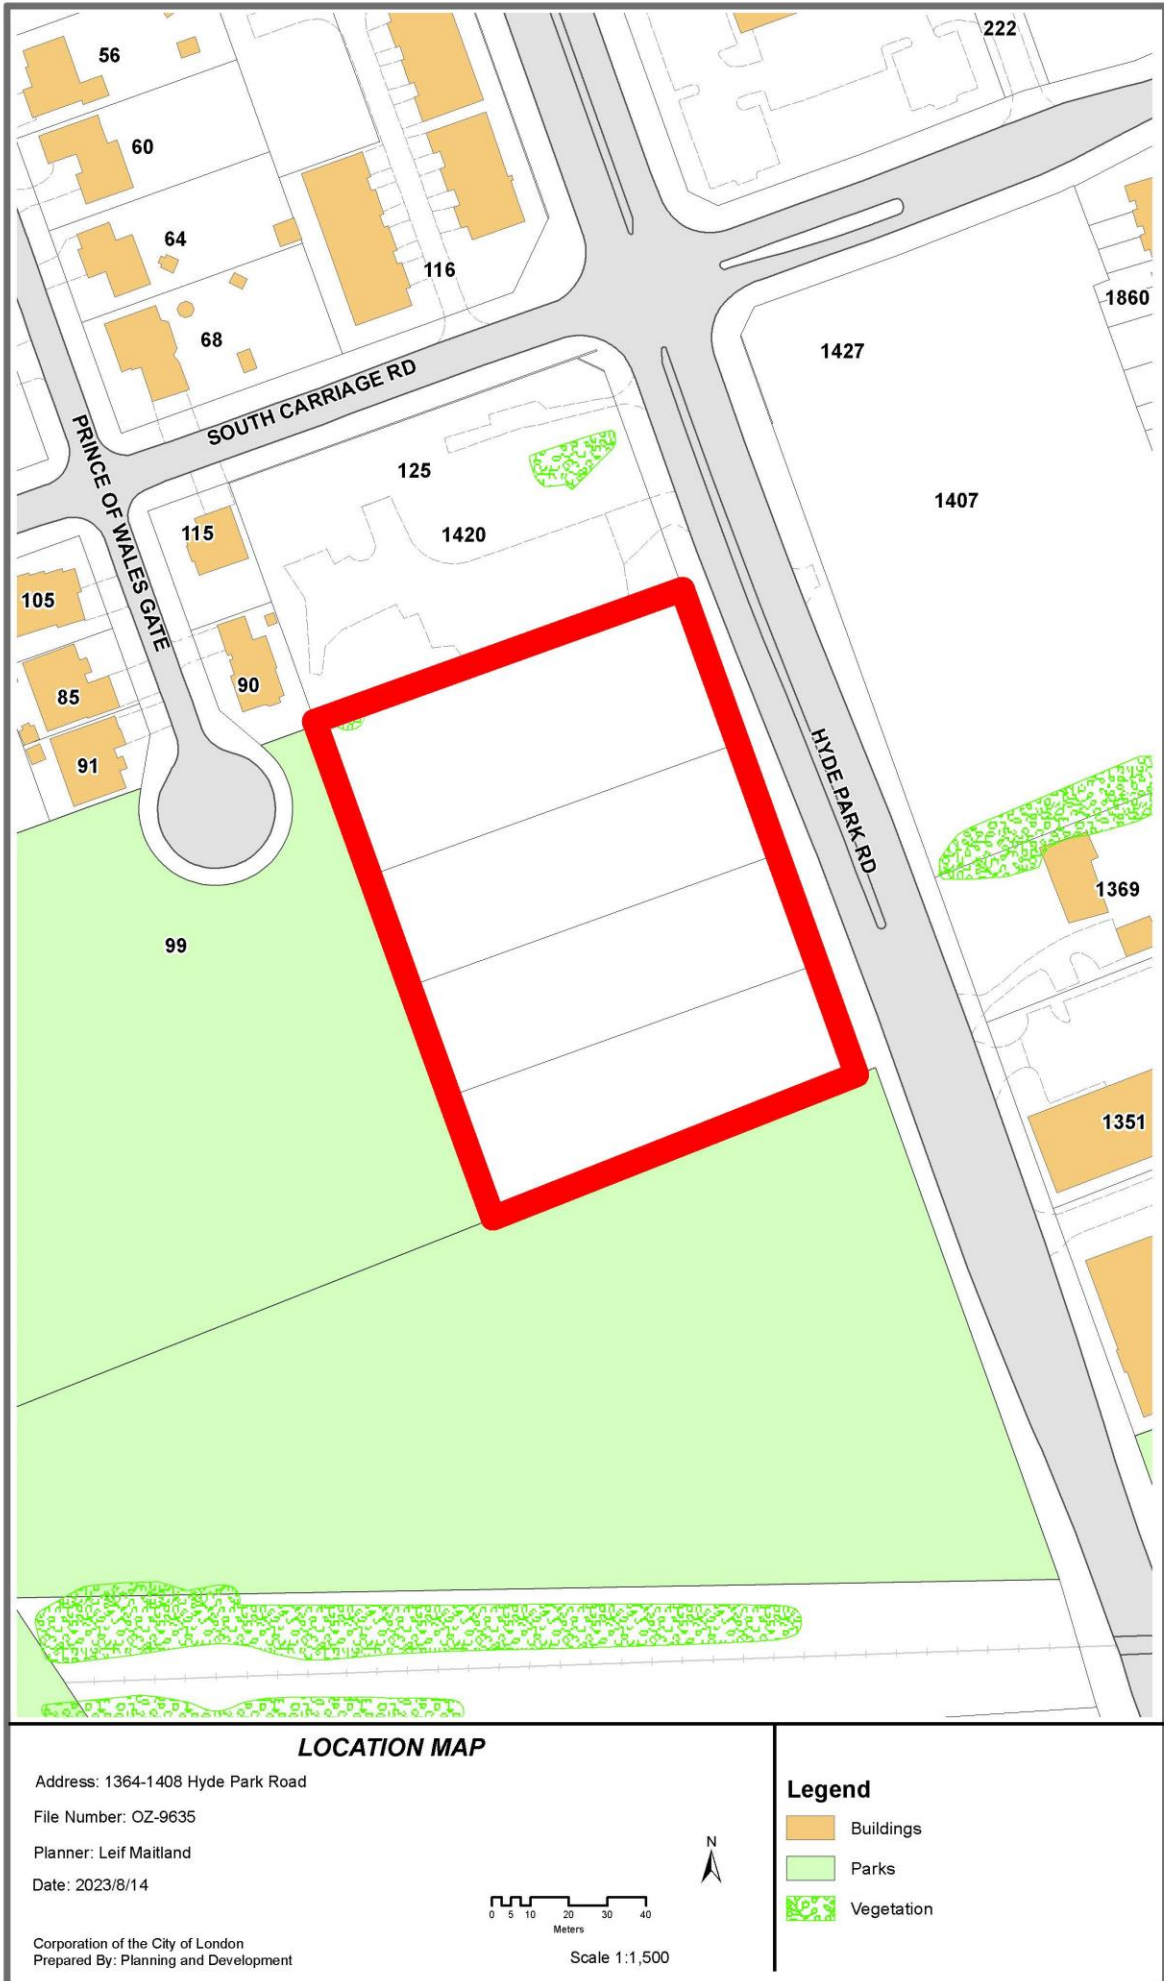 222
56
60
64
116
68
1860
1427
SOUTH CARRIAGE RD
PRINCE OF WALES GATE
125
1407
1420
115
105
90
85
91
HYDE PARK RD
1369
99
1351
LOCATION MAP
Address: 1364-1408 Hyde Park Road
File Number: OZ-9635
Planner: Leif Maitland
Date: 2023/8/14
Corporation of the City of London
Prepared By: Planning and Development
N
0 5 10 20 30 40
Meters
Scale 1:1,500
Legend
Buildings
Parks
Vegetation